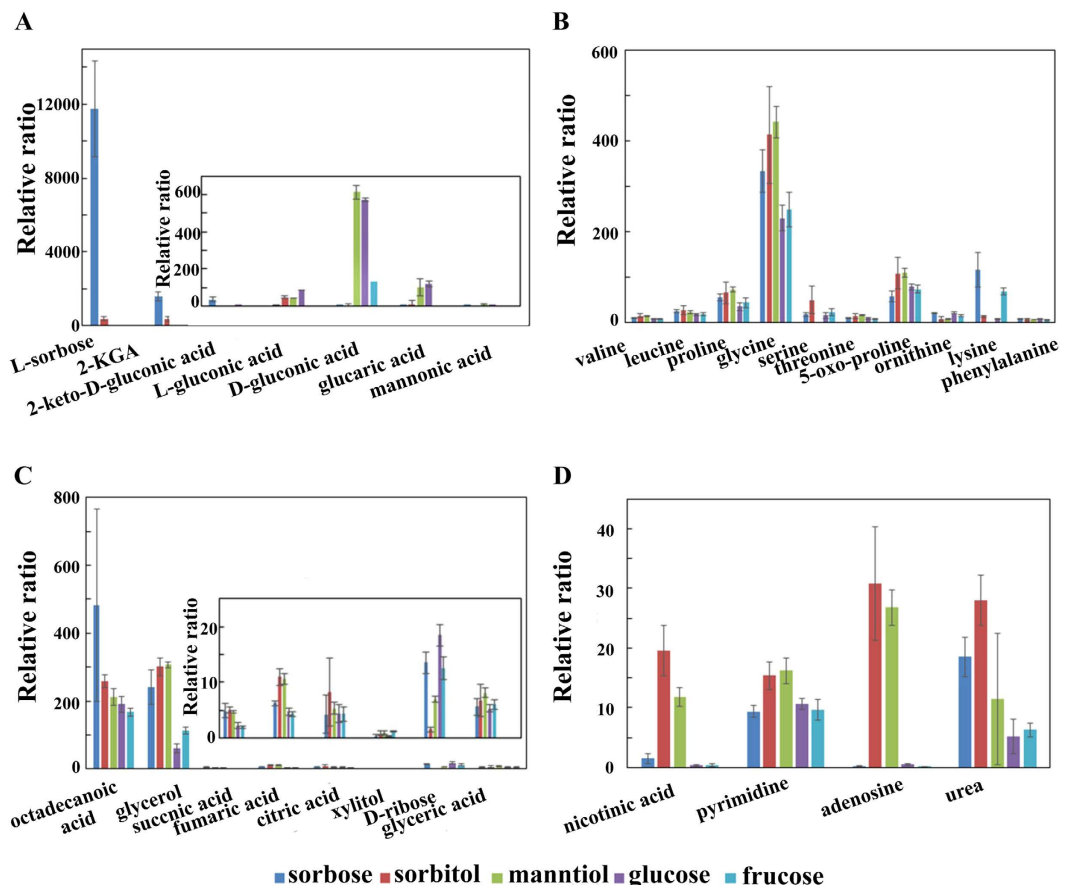 A
Relative ratio
12000
8000
4000
0
Relative ratio
600
400
200
0
L-sorbose
2-KGA
2-keto-D-gluconic acid
L-gluconic acid
D-gluconic acid
glucaric acid
mannonic acid
B
Relative ratio
600
400
200
0
valine
leucine
proline
glycine
serine
threonine
5-oxo-proline
ornithine
lysine
phenylalanine
C
Relative ratio
800
600
400
200
0
Relative ratio
20
10
0
octadecanoic
acid
glycerol
succnic acid
fumaric acid
citric acid
xylitol
D-ribose
glyceric acid
D
Relative ratio
40
30
20
10
0
nicotinic acid
pyrimidine
adenosine
urea
sorbose sorbitol manntiol glucose frucose